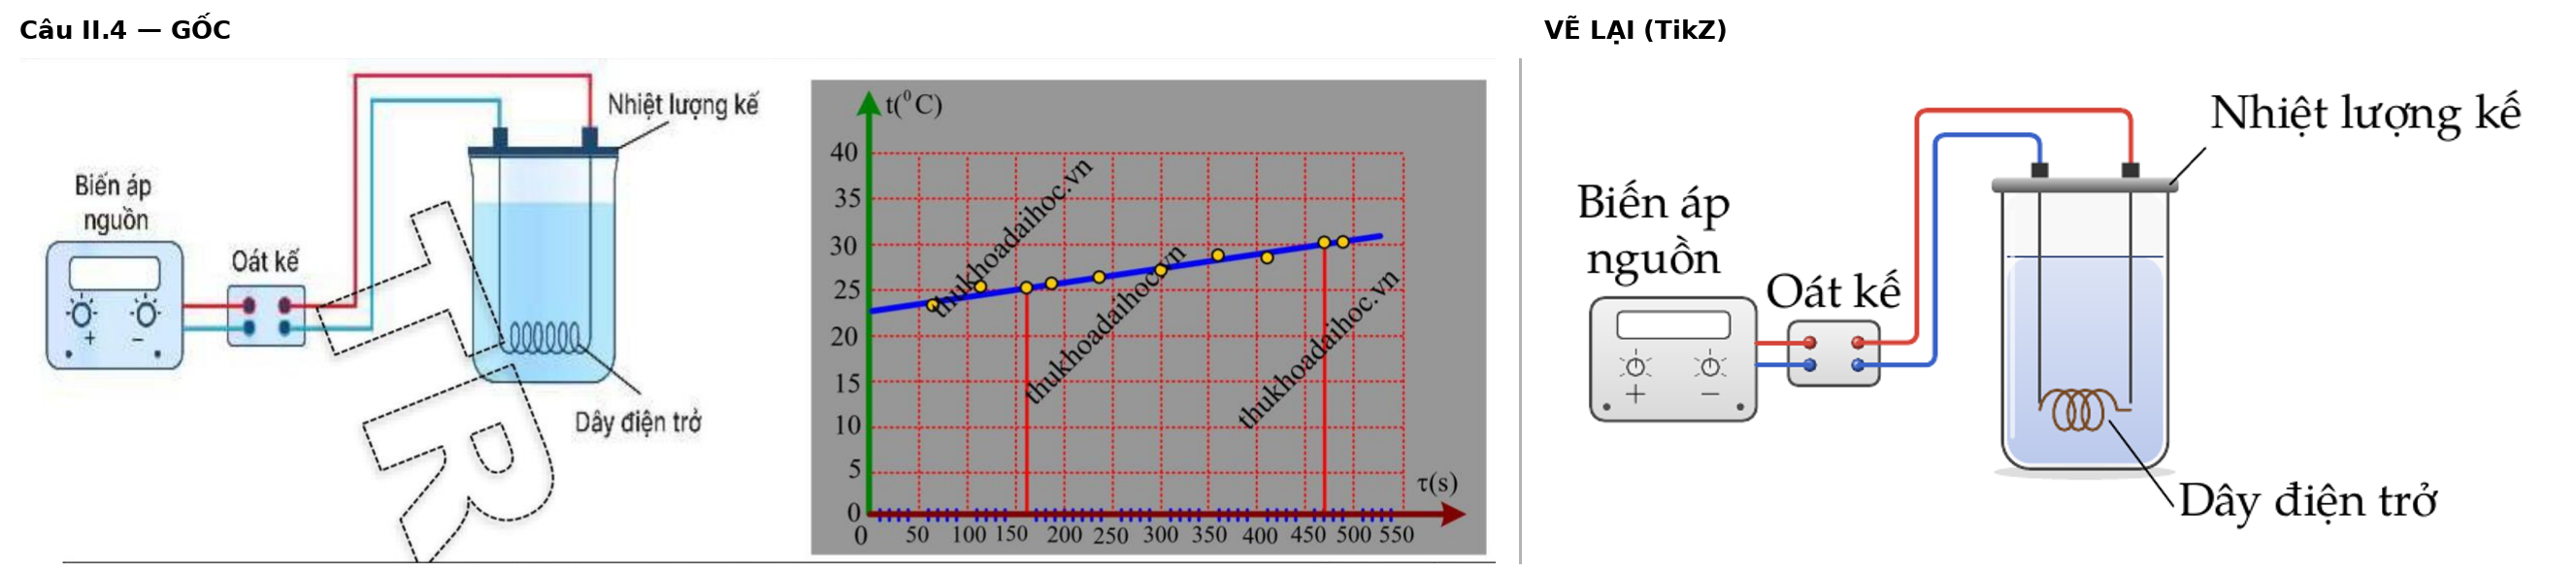 Câu II.4 — GỐC
VẼ LẠI (TikZ)
Nhiệt lượng kế
Biến áp
nguồn
Oát kế
+ −
Dây điện trở
T
R
t(⁰C)
40
35
30
25
20
15
10
5
0
0 50 100 150 200 250 300 350 400 450 500 550
τ(s)
thukhoadaihoc.vn
thukhoadaihoc.vn
thukhoadaihoc.vn
Nhiệt lượng kế
Biến áp
nguồn
Oát kế
+ −
Dây điện trở